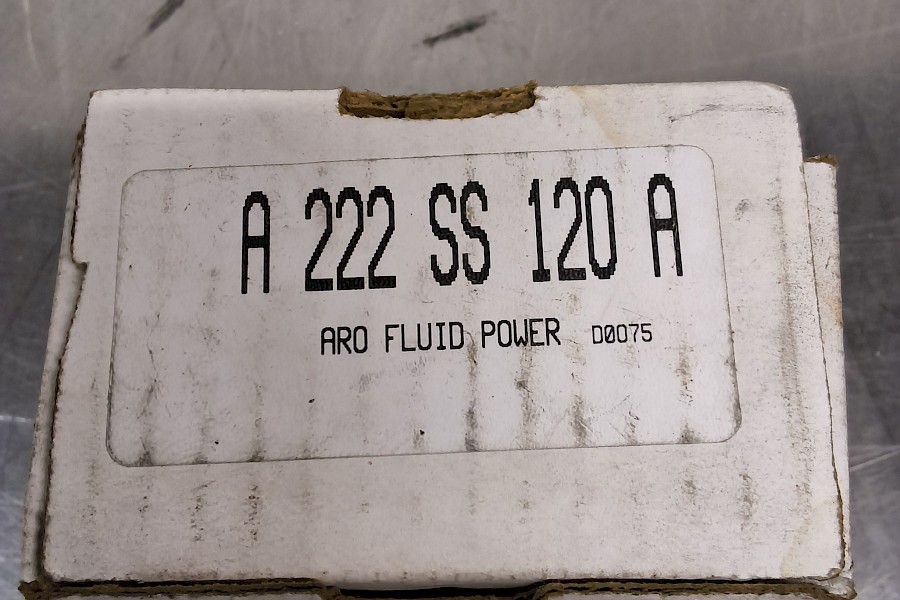 A 222 SS 120 A
ARO FLUID POWER D0075